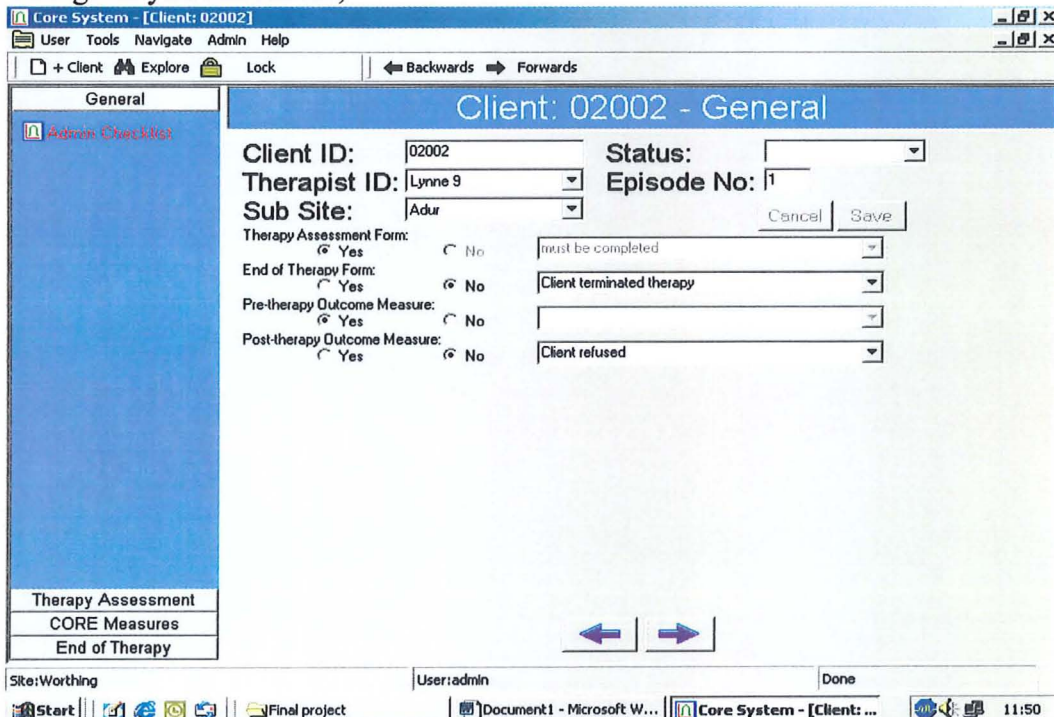 Core System - [Client: 02002]
User Tools Navigate Admin Help
+ Client Explore Lock Backwards Forwards
General
Admin Checklist
Client: 02002 - General
Client ID: 02002 Status:
Therapist ID: Lynne 9 Episode No: 1
Sub Site: Adur
Cancel Save
Therapy Assessment Form:
Yes No must be completed
End of Therapy Form:
Yes No Client terminated therapy
Pre-therapy Outcome Measure:
Yes No
Post-therapy Outcome Measure:
Yes No Client refused
Therapy Assessment
CORE Measures
End of Therapy
Site:Worthing User:admin Done
Start Final project Document1 - Microsoft W... Core System - [Client: ... 11:50